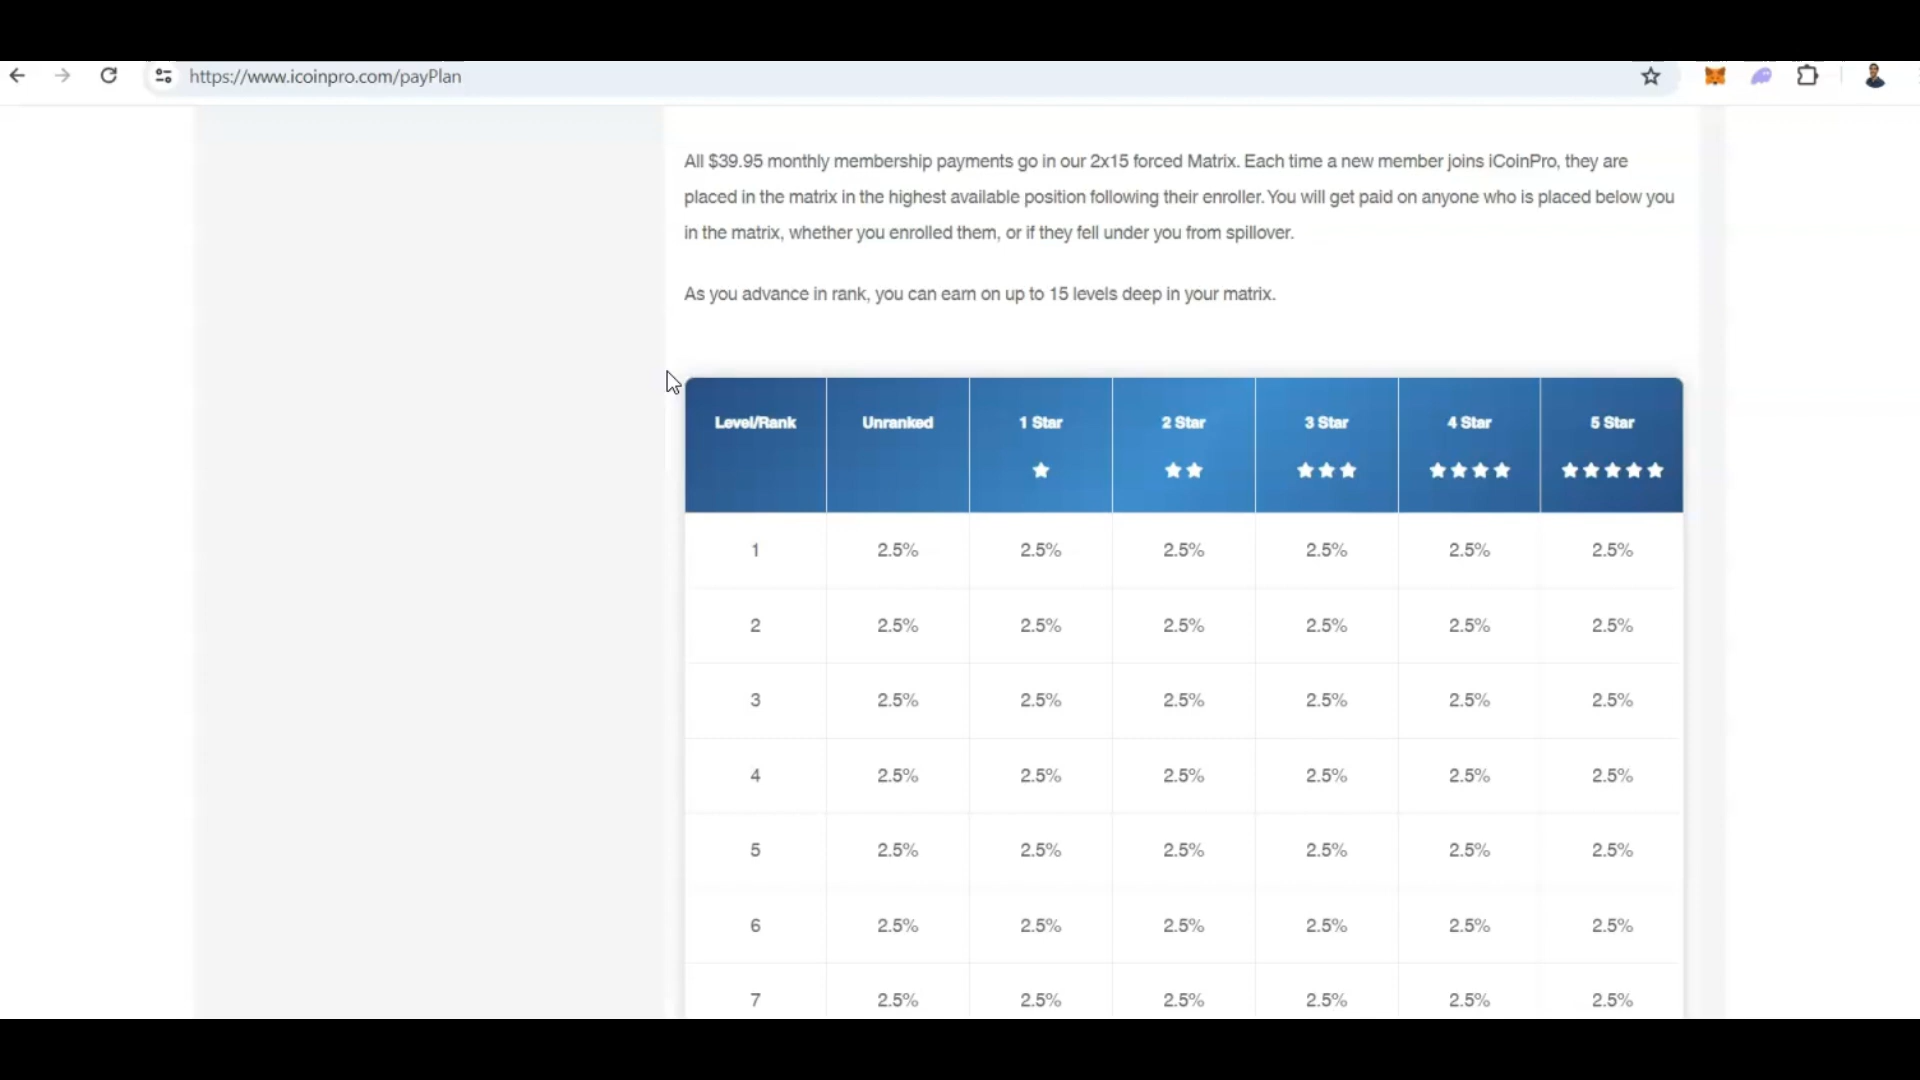 https://www.icoinpro.com/payPlan
All $39.95 monthly membership payments go in our 2x15 forced Matrix. Each time a new member joins iCoinPro, they are
placed in the matrix in the highest available position following their enroller. You will get paid on anyone who is placed below you
in the matrix, whether you enrolled them, or if they fell under you from spillover.
As you advance in rank, you can earn on up to 15 levels deep in your matrix.
Level/Rank Unranked 1 Star 2 Star 3 Star 4 Star 5 Star
1 2.5% 2.5% 2.5% 2.5% 2.5% 2.5%
2 2.5% 2.5% 2.5% 2.5% 2.5% 2.5%
3 2.5% 2.5% 2.5% 2.5% 2.5% 2.5%
4 2.5% 2.5% 2.5% 2.5% 2.5% 2.5%
5 2.5% 2.5% 2.5% 2.5% 2.5% 2.5%
6 2.5% 2.5% 2.5% 2.5% 2.5% 2.5%
7 2.5% 2.5% 2.5% 2.5% 2.5% 2.5%